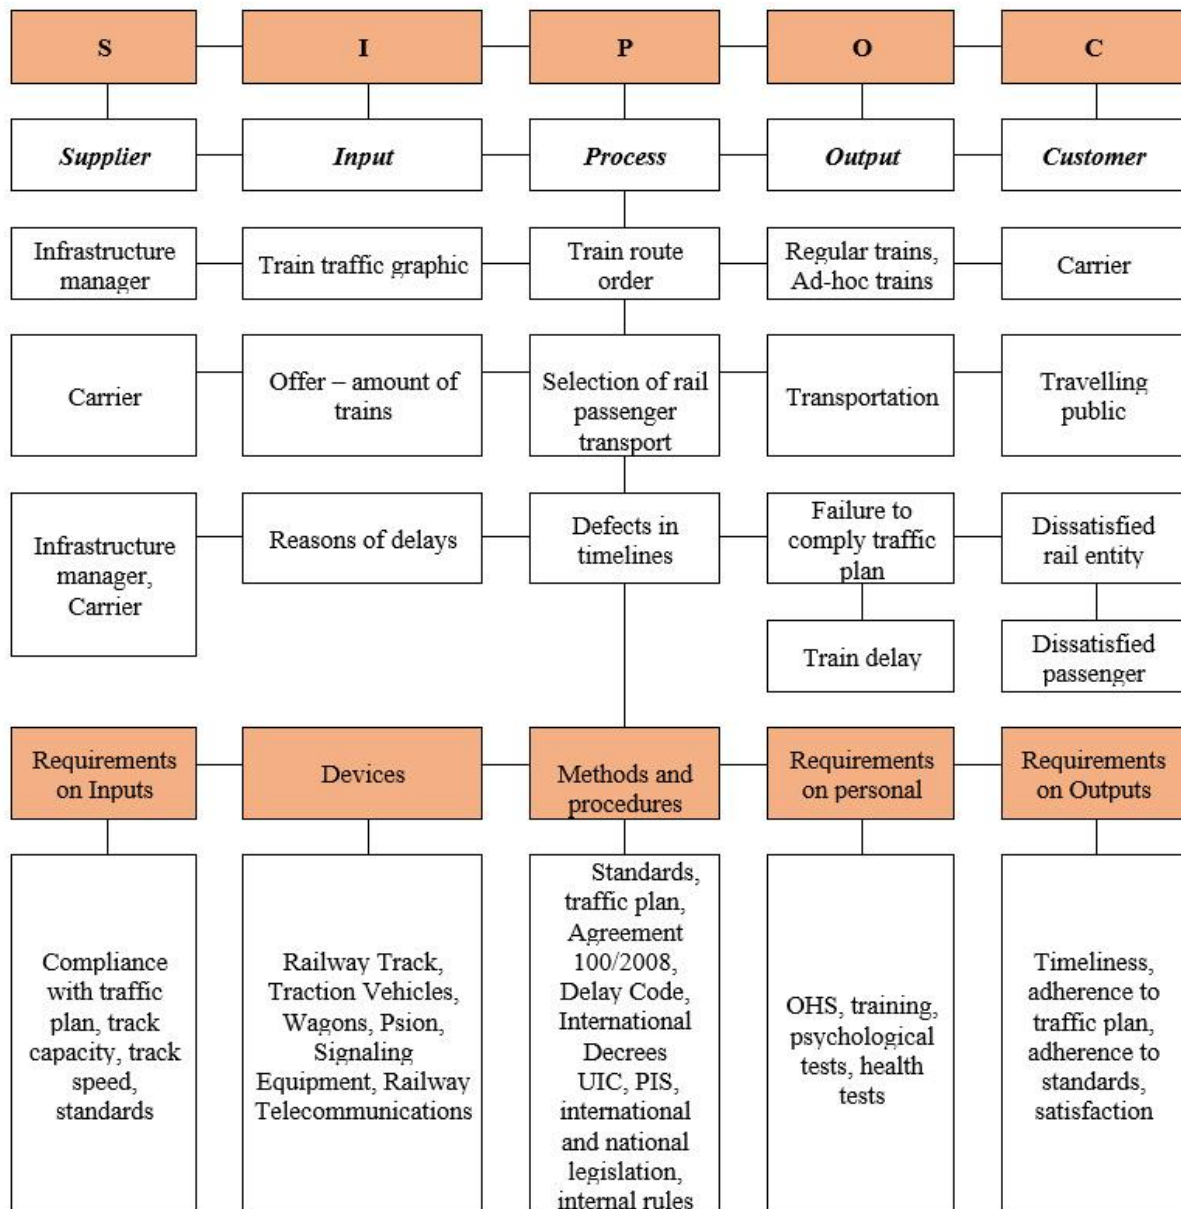 S
I
P
O
C
Supplier
Input
Process
Output
Customer
Infrastructure
manager
Train traffic graphic
Train route
order
Regular trains,
Ad-hoc trains
Carrier
Carrier
Offer – amount of
trains
Selection of rail
passenger
transport
Transportation
Travelling
public
Infrastructure
manager,
Carrier
Reasons of delays
Defects in
timelines
Failure to
comply traffic
plan
Dissatisfied
rail entity
Train delay
Dissatisfied
passenger
Requirements
on Inputs
Devices
Methods and
procedures
Requirements
on personal
Requirements
on Outputs
Compliance
with traffic
plan, track
capacity, track
speed,
standards
Railway Track,
Traction Vehicles,
Wagons, Psion,
Signaling
Equipment, Railway
Telecommunications
Standards,
traffic plan,
Agreement
100/2008,
Delay Code,
International
Decrees
UIC, PIS,
international
and national
legislation,
internal rules
OHS, training,
psychological
tests, health
tests
Timeliness,
adherence to
traffic plan,
adherence to
standards,
satisfaction